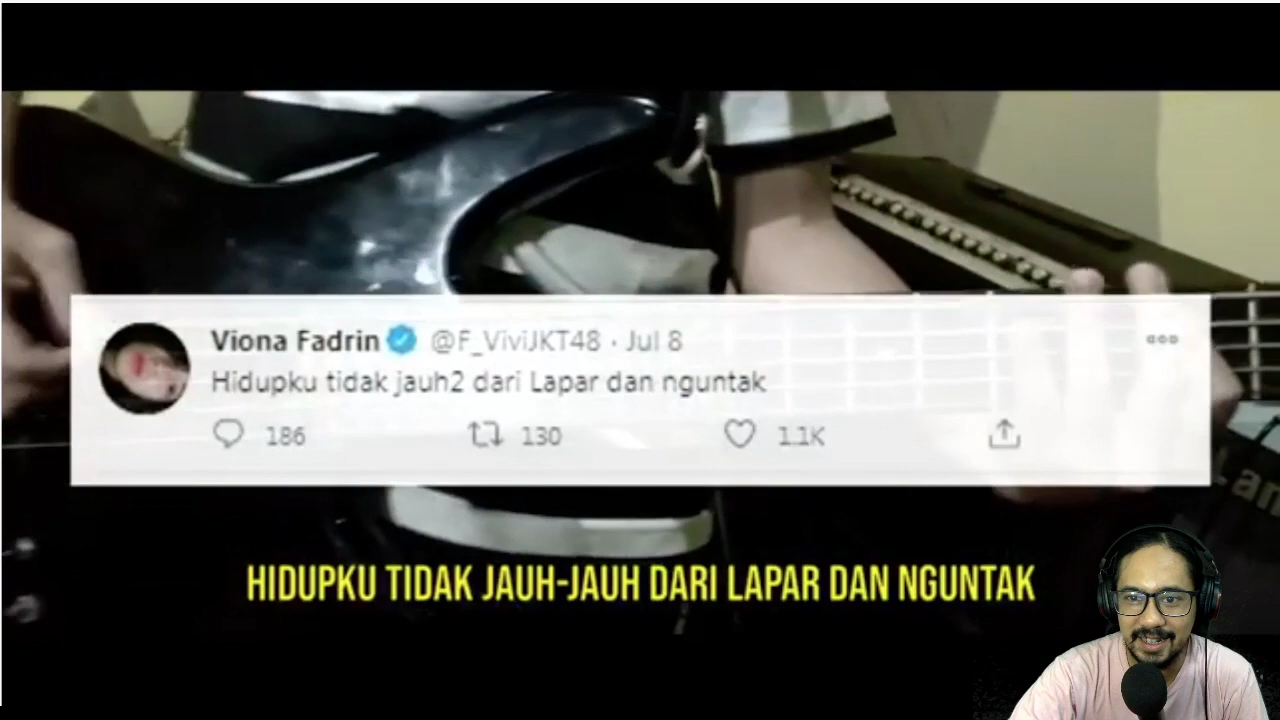 Viona Fadrin @F_ViviJKT48 · Jul 8
Hidupku tidak jauh2 dari Lapar dan nguntak
186 130 1.1K
HIDUPKU TIDAK JAUH-JAUH DARI LAPAR DAN NGUNTAK